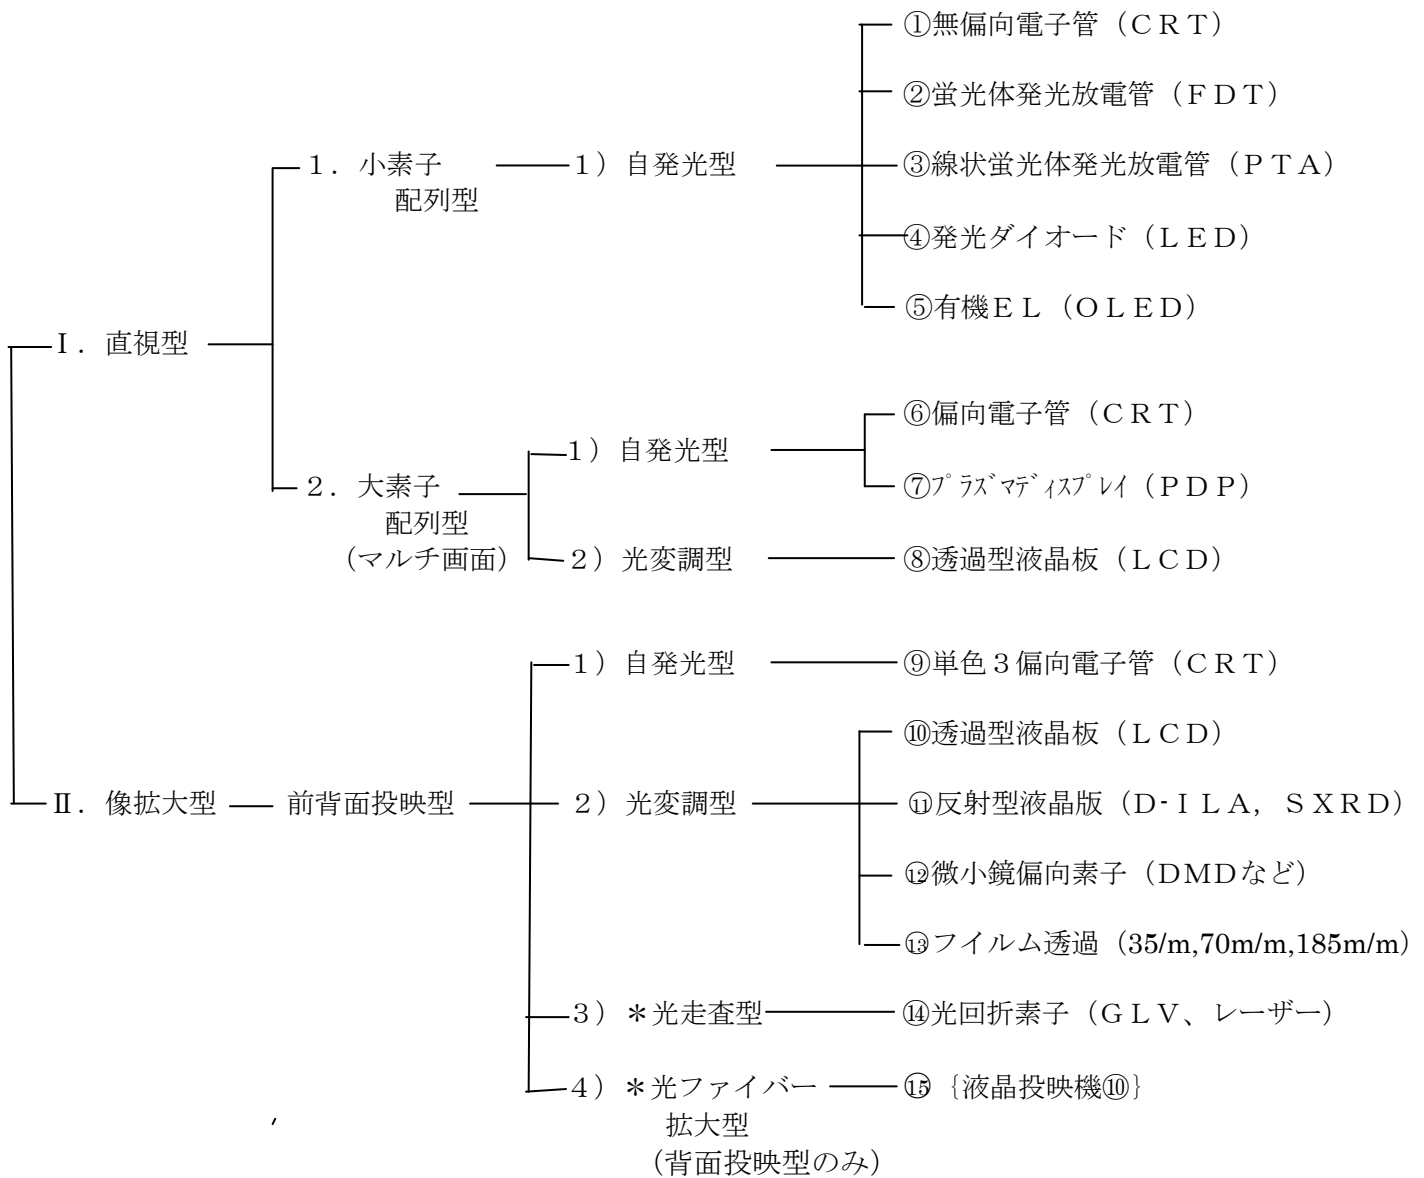 ①無偏向電子管（ＣＲＴ）
②蛍光体発光放電管（ＦＤＴ）
１．小素子
配列型
１）自発光型
③線状蛍光体発光放電管（ＰＴＡ）
④発光ダイオード（ＬＥＤ）
⑤有機ＥＬ（ＯＬＥＤ）
Ⅰ．直視型
⑥偏向電子管（ＣＲＴ）
１）自発光型
２．大素子
配列型
（マルチ画面）
⑦ﾌﾟﾗｽﾞﾏﾃﾞｨｽﾌﾟﾚｲ（ＰＤＰ）
２）光変調型
⑧透過型液晶板（ＬＣＤ）
１）自発光型
⑨単色３偏向電子管（ＣＲＴ）
⑩透過型液晶板（ＬＣＤ）
Ⅱ．像拡大型
前背面投映型
２）光変調型
⑪反射型液晶版（Ｄ-ＩＬＡ，ＳＸＲＤ）
⑫微小鏡偏向素子（ＤＭＤなど）
⑬フイルム透過（35/m,70m/m,185m/m）
３）＊光走査型
⑭光回折素子（ＧＬＶ、レーザー）
４）＊光ファイバー
拡大型
（背面投映型のみ）
⑮｛液晶投映機⑩｝